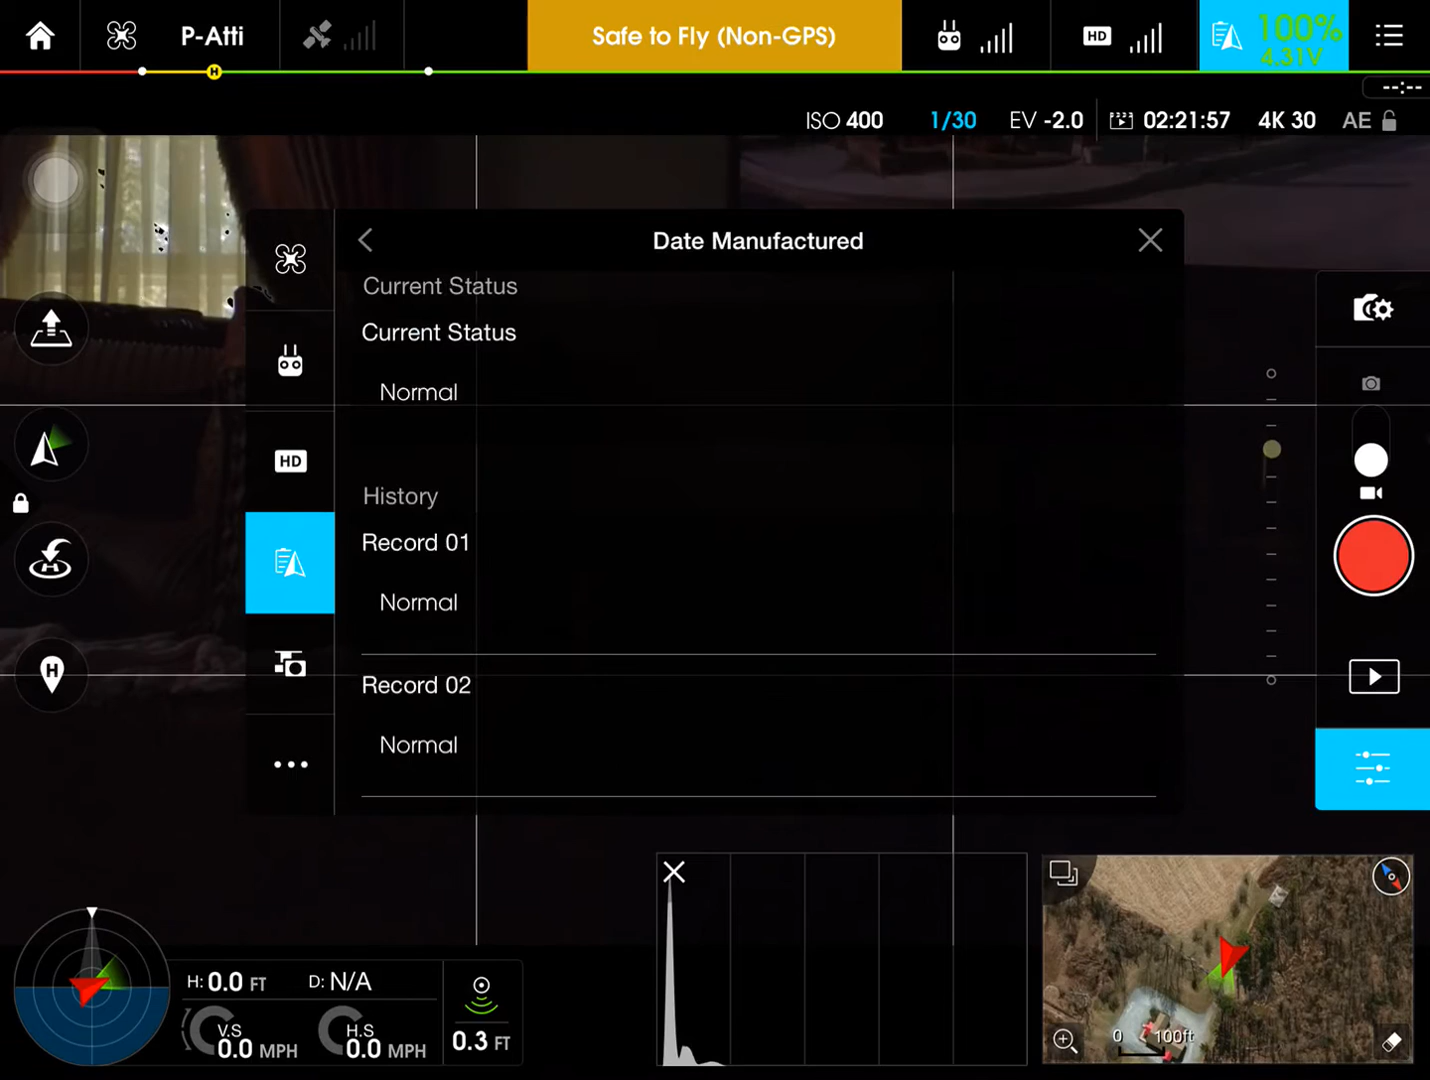 P-Atti
Safe to Fly (Non-GPS)
HD
100%
4.31V
H
--:--
ISO 400
1/30
EV -2.0
02:21:57
4K 30
AE
Date Manufactured
Current Status
Current Status
Normal
HD
History
Record 01
Normal
H
H
Record 02
Normal
H: 0.0 FT
D: N/A
V.S
0.0 MPH
H.S
0.0 MPH
0.3 FT
0
100ft